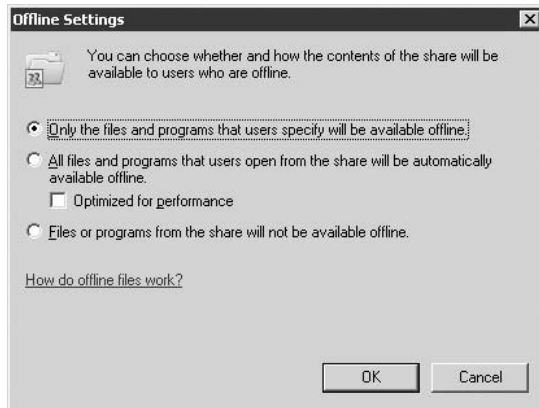 Offline Settings
You can choose whether and how the contents of the share will be
available to users who are offline.
Only the files and programs that users specify will be available offline.
All files and programs that users open from the share will be automatically
available offline.
Optimized for performance
Files or programs from the share will not be available offline.
How do offline files work?
OK
Cancel